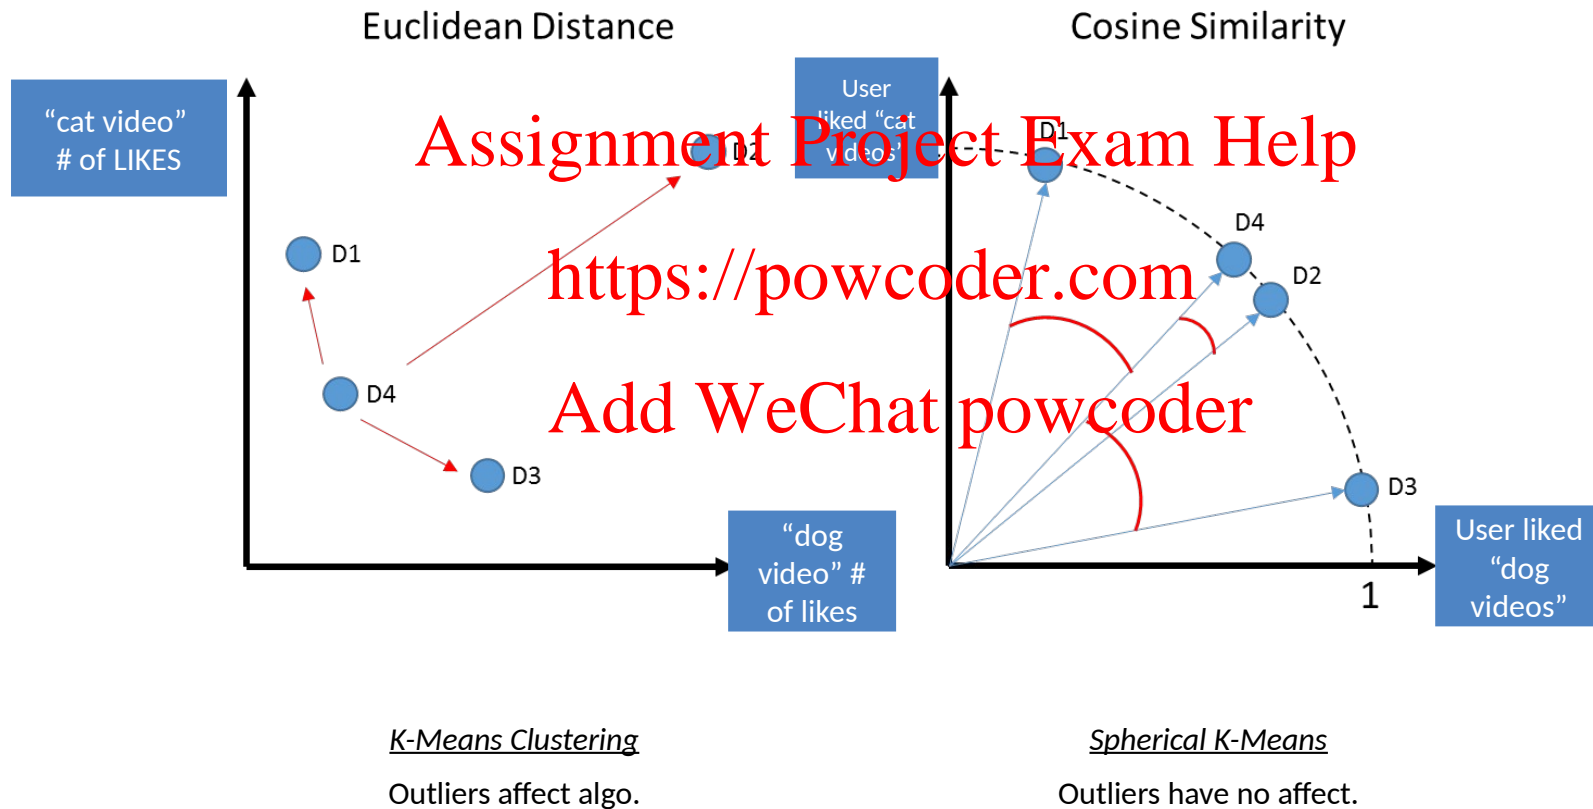 Euclidean Distance
Cosine Similarity
“cat video”
# of LIKES
User
liked “cat
videos”
Assignment Project Exam Help
D2
D1
D1
D4
D2
https://powcoder.com
D4
Add WeChat powcoder
D3
D3
“dog
video” #
of likes
User liked
“dog
videos”
1
K-Means Clustering
Spherical K-Means
Outliers affect algo.
Outliers have no affect.